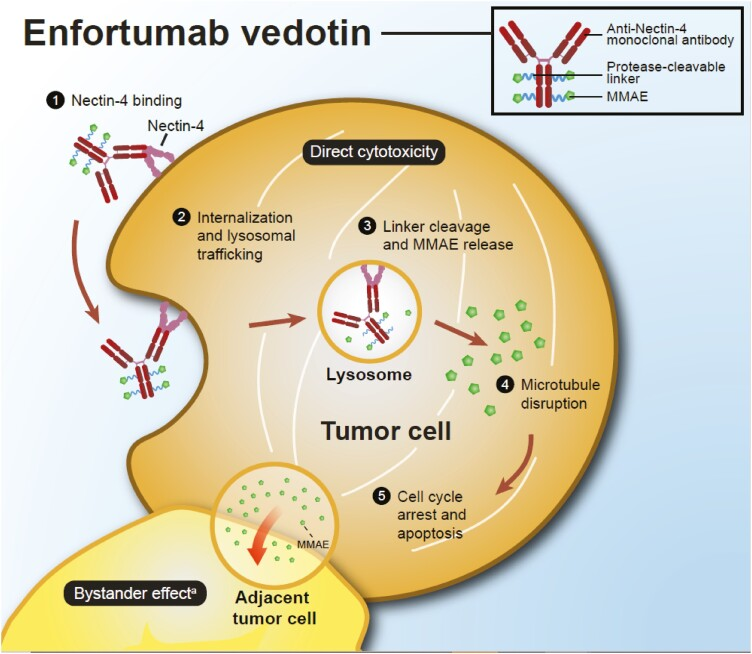 Enfortumab vedotin
Anti-Nectin-4
monoclonal antibody
Protease-cleavable
linker
MMAE
1 Nectin-4 binding
Nectin-4
Direct cytotoxicity
2 Internalization
and lysosomal
trafficking
3 Linker cleavage
and MMAE release
Lysosome
4 Microtubule
disruption
Tumor cell
5 Cell cycle
arrest and
apoptosis
MMAE
Bystander effectᵃ
Adjacent
tumor cell